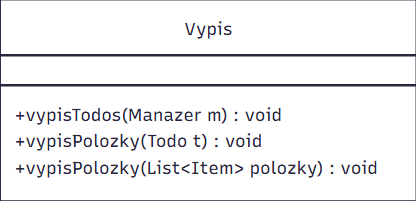 Vypis
+vypisTodos(Manazer m) : void
+vypisPolozky(Todo t) : void
+vypisPolozky(List<Item> polozky) : void